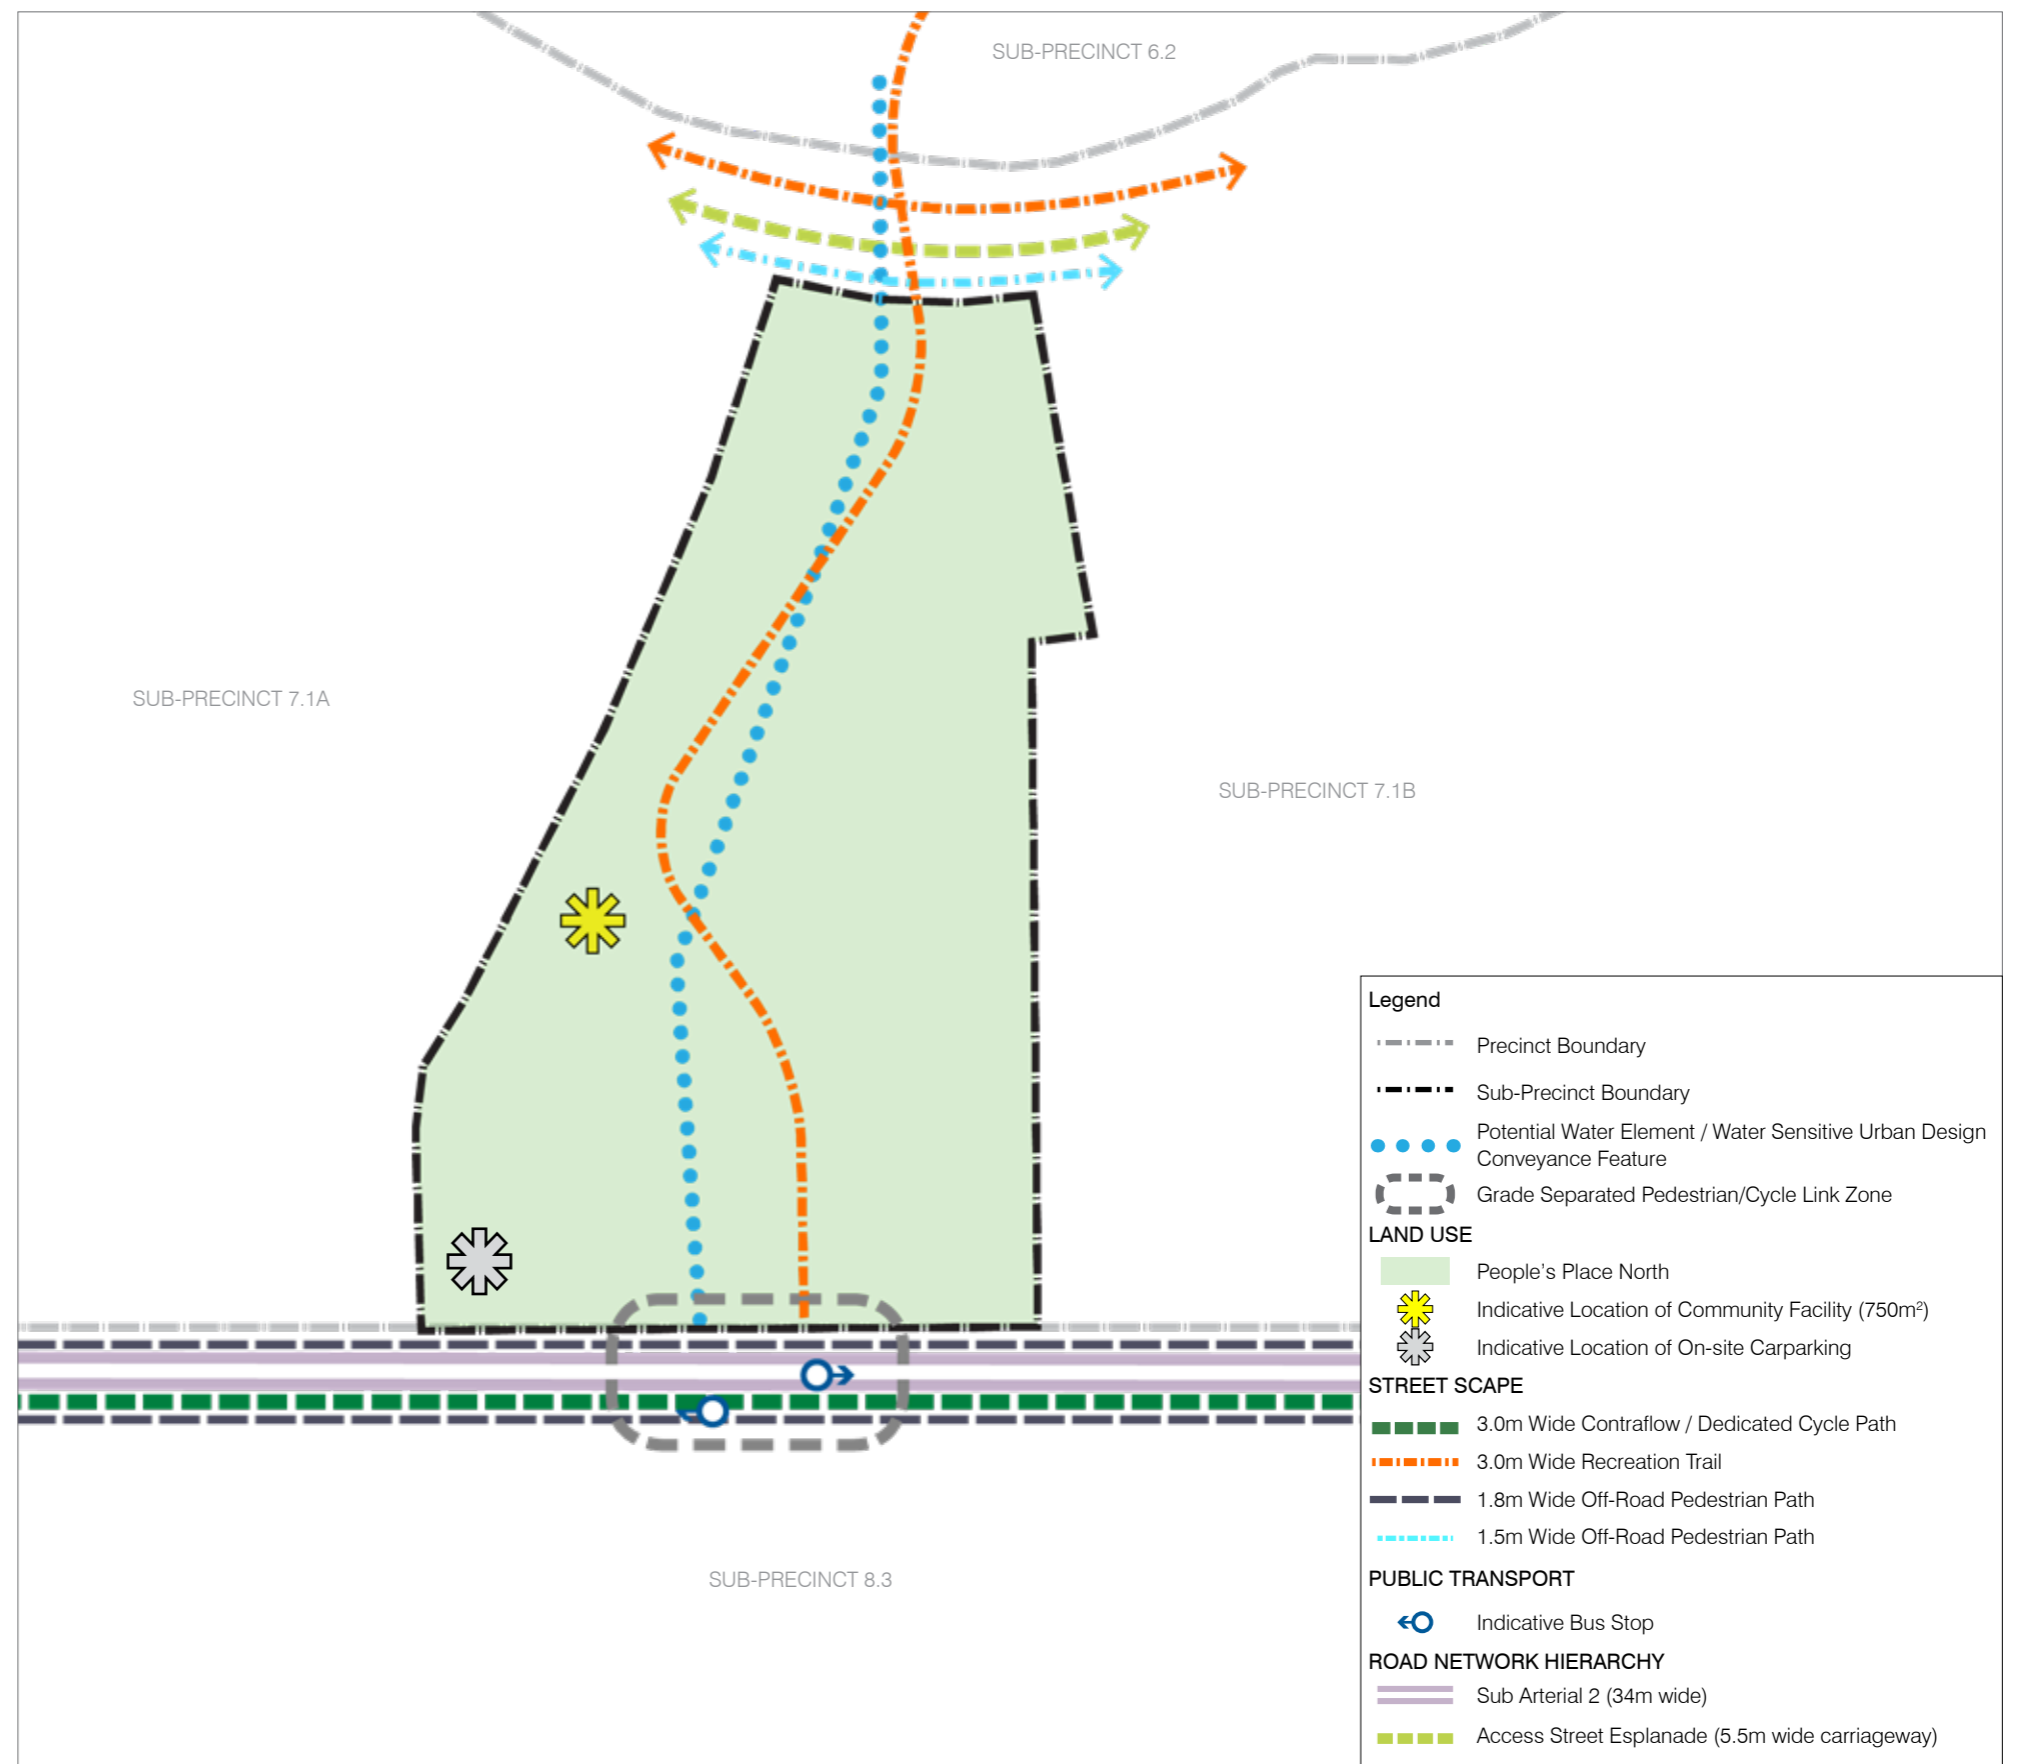 SUB-PRECINCT 6.2
SUB-PRECINCT 7.1A
SUB-PRECINCT 7.1B
Legend
Precinct Boundary
Sub-Precinct Boundary
Potential Water Element / Water Sensitive Urban Design
Conveyance Feature
Grade Separated Pedestrian/Cycle Link Zone
LAND USE
People's Place North
Indicative Location of Community Facility (750m²)
Indicative Location of On-site Carparking
STREET SCAPE
3.0m Wide Contraflow / Dedicated Cycle Path
3.0m Wide Recreation Trail
1.8m Wide Off-Road Pedestrian Path
1.5m Wide Off-Road Pedestrian Path
PUBLIC TRANSPORT
Indicative Bus Stop
ROAD NETWORK HIERARCHY
Sub Arterial 2 (34m wide)
Access Street Esplanade (5.5m wide carriageway)
SUB-PRECINCT 8.3